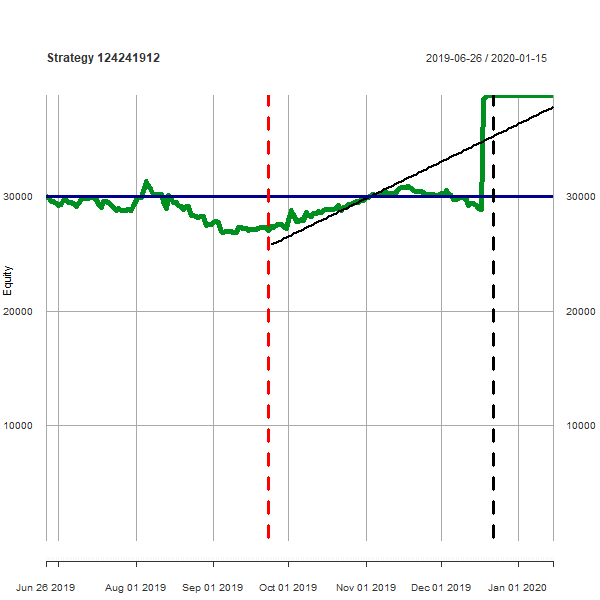 Strategy 124241912 2019-06-26 / 2020-01-15
30000 30000
Equity
20000 20000
10000 10000
Jun 26 2019 Aug 01 2019 Sep 01 2019 Oct 01 2019 Nov 01 2019 Dec 01 2019 Jan 01 2020